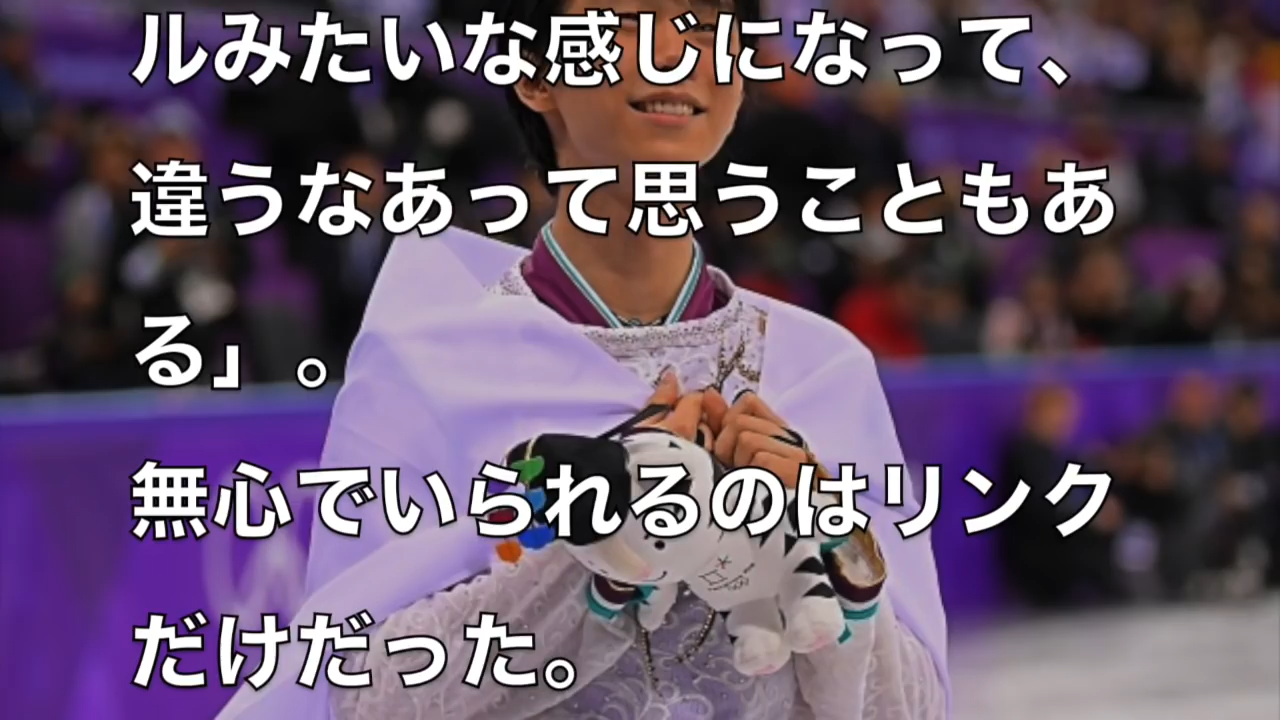 ルみたいな感じになって、
違うなあって思うこともあ
る」。
無心でいられるのはリンク
だけだった。